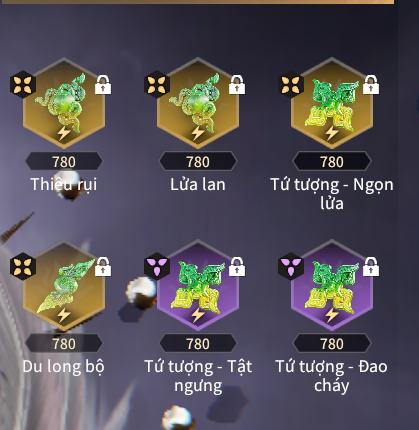 780 780 780
Thiêu rụi Lửa lan Tứ tượng - Ngọn
lửa
780 780 780
Du long bộ Tứ tượng - Tật Tứ tượng - Đao
ngưng cháy